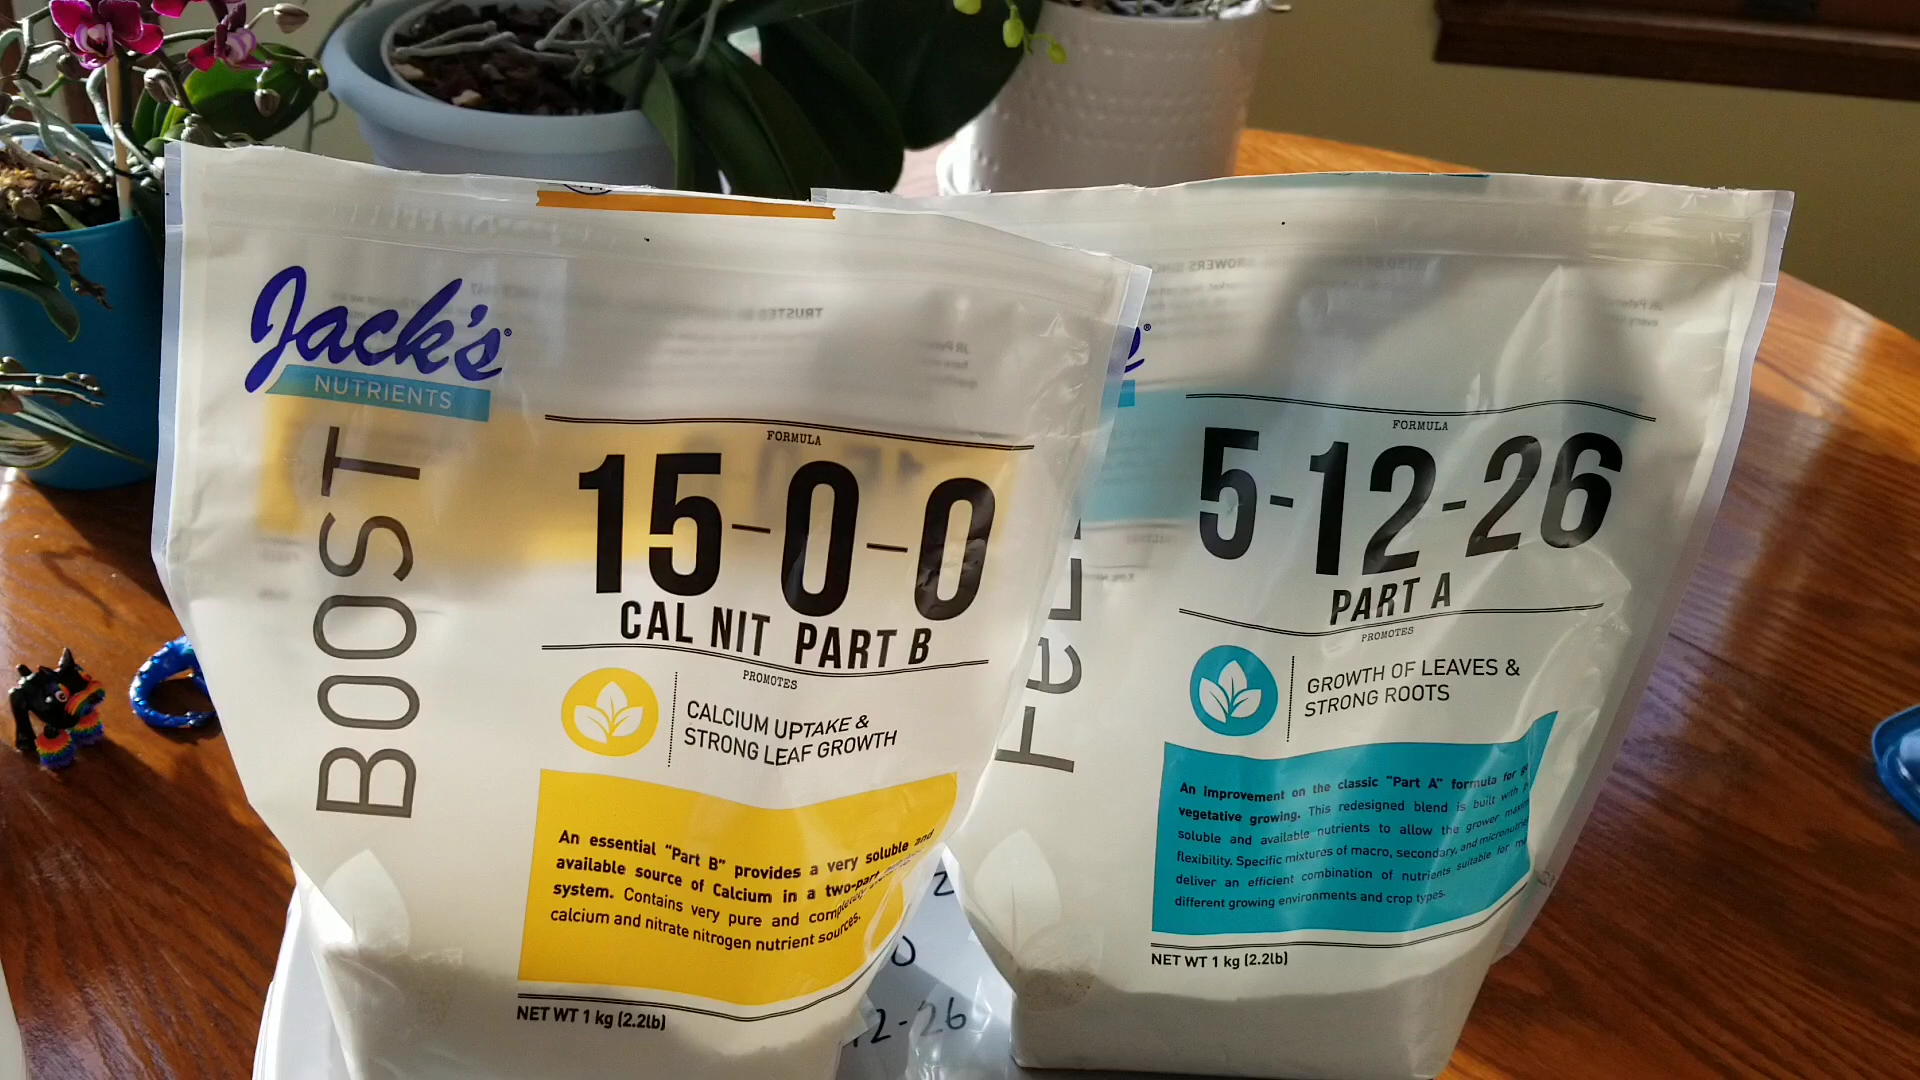 Jack's®
NUTRIENTS
BOOST
FORMULA
15-0-0
CAL NIT PART B
PROMOTES
CALCIUM UPTAKE &
STRONG LEAF GROWTH
An essential "Part B" provides a very soluble and
available source of Calcium in a two-part
system. Contains very pure and
calcium and nitrate nitrogen nutrient sources.
NET WT 1 kg (2.2lb)
TRUSTED
FORMULA
5-12-26
PART A
PROMOTES
GROWTH OF LEAVES &
STRONG ROOTS
An improvement on the classic "Part A" formula for
vegetative growing. This redesigned blend is built with
soluble and available nutrients to allow the grower
flexibility. Specific mixtures of macro, secondary, and
deliver an efficient combination of nutrients suitable for
different growing environments and crop types.
NET WT 1 kg (2.2lb)
2-26